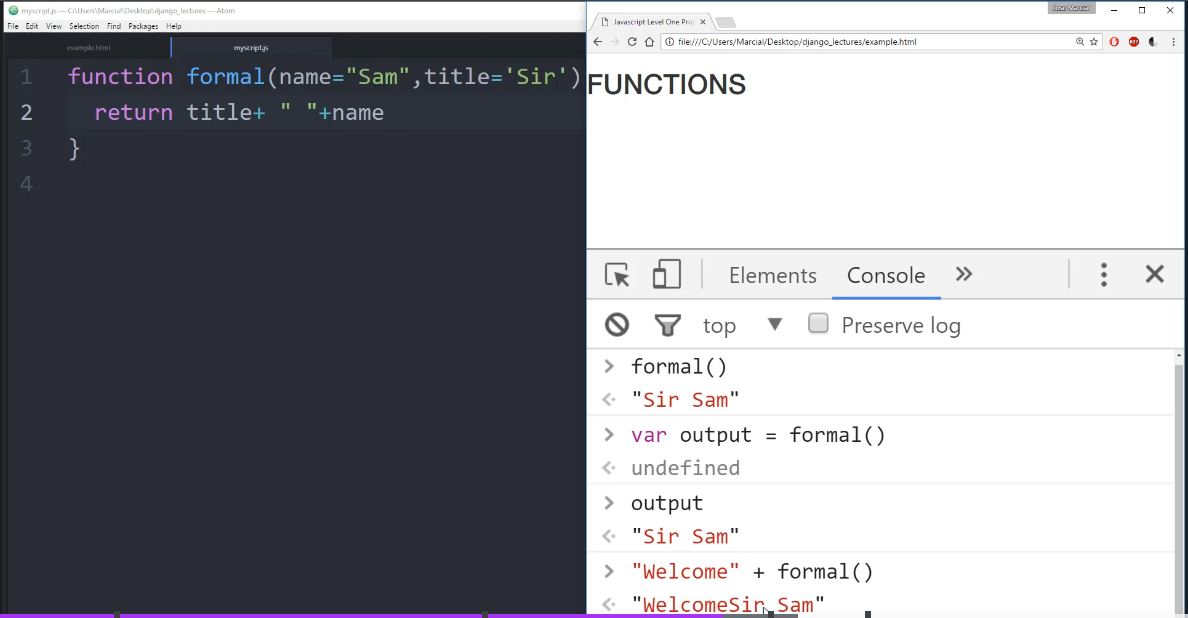 myscript.js — C:\Users\Marcial\Desktop\django_lectures — Atom
File Edit View Selection Find Packages Help
example.html myscript.js
1 function formal(name="Sam",title='Sir')
2 return title+ " "+name
3 }
4
Jose Marcial
Javascript Level One Pro
file:///C:/Users/Marcial/Desktop/django_lectures/example.html
FUNCTIONS
Elements Console
top Preserve log
formal()
"Sir Sam"
var output = formal()
undefined
output
"Sir Sam"
"Welcome" + formal()
"WelcomeSir Sam"